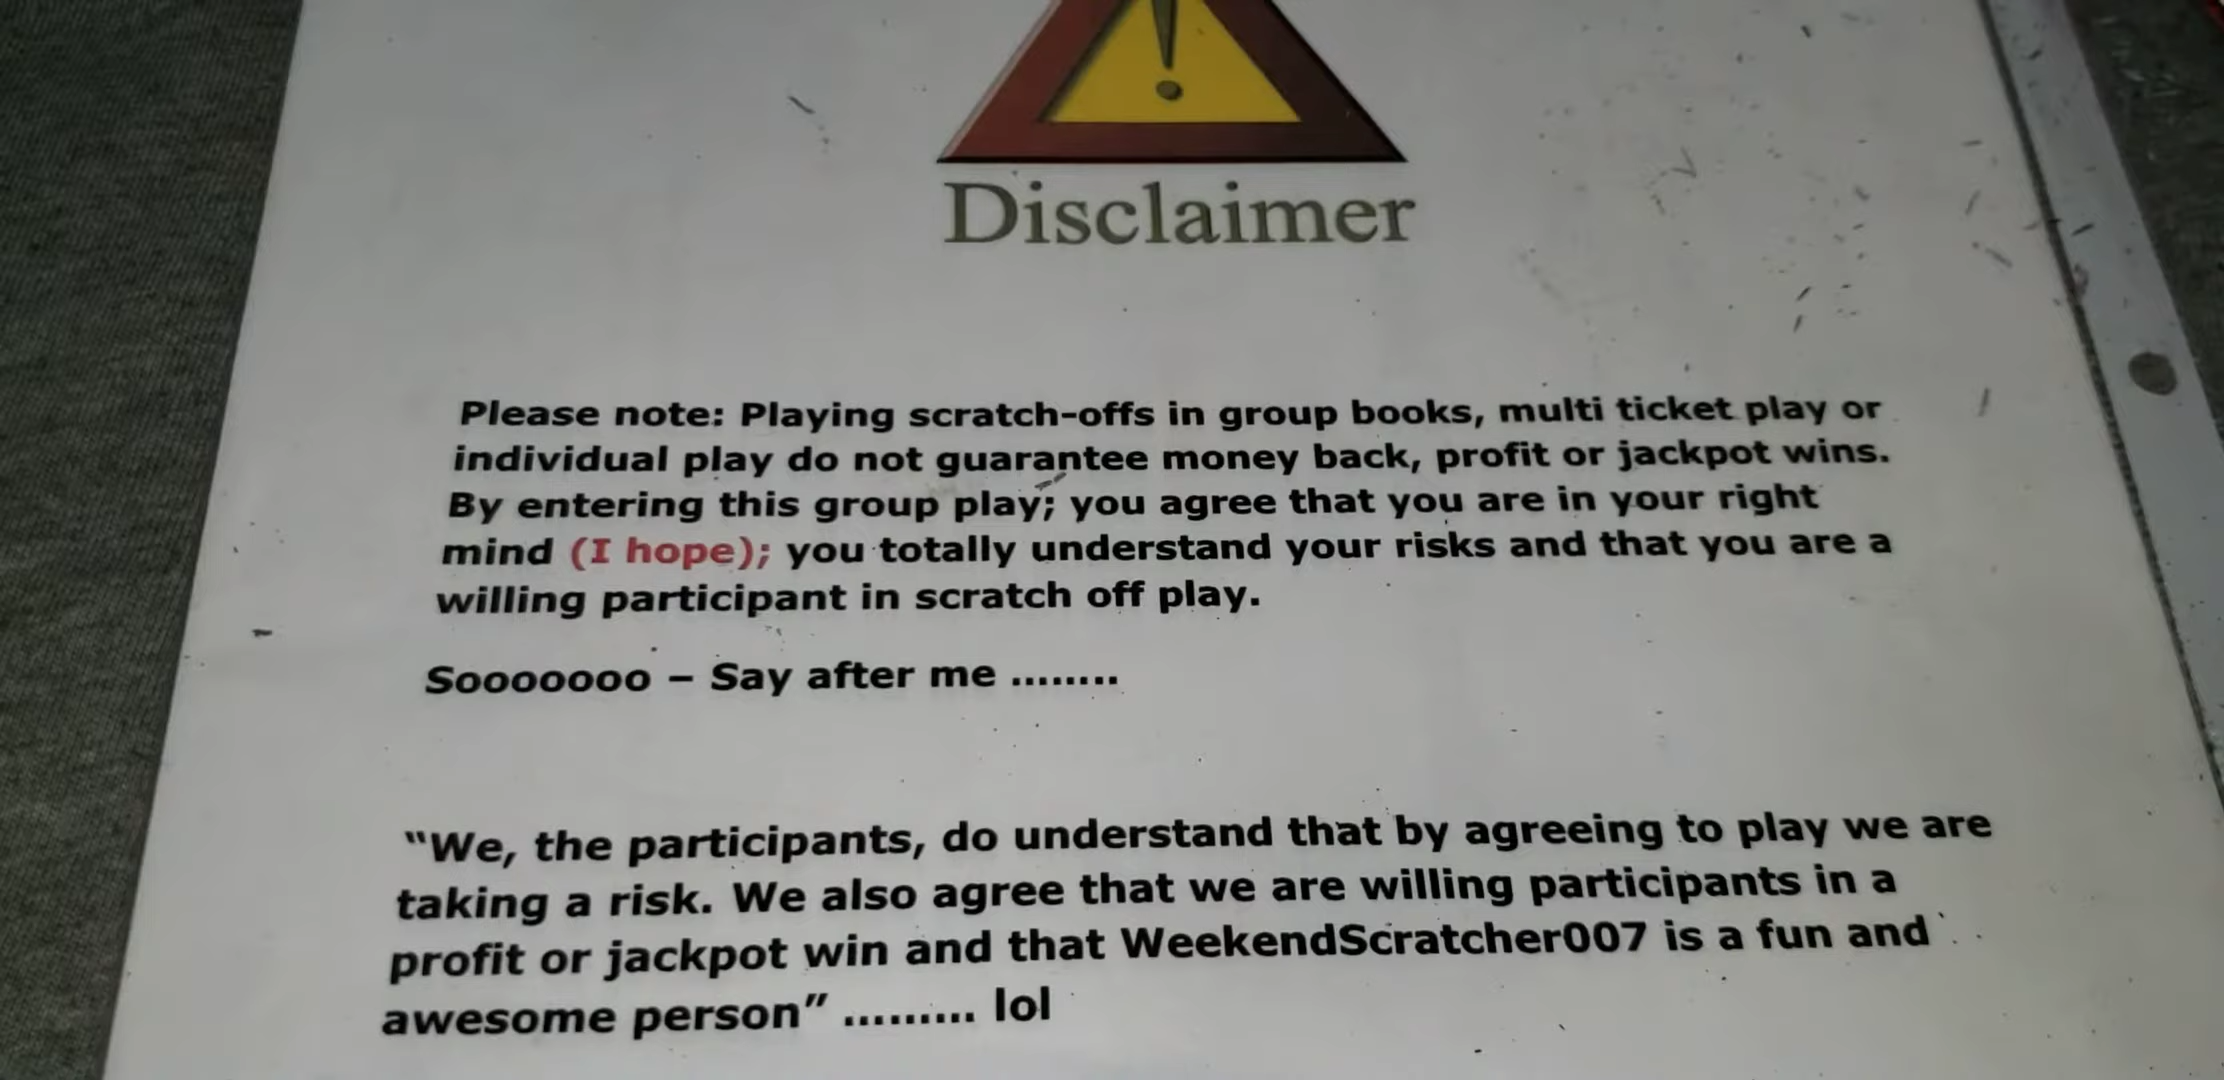 Disclaimer
Please note: Playing scratch-offs in group books, multi ticket play or
individual play do not guarantee money back, profit or jackpot wins.
By entering this group play; you agree that you are in your right
mind (I hope); you totally understand your risks and that you are a
willing participant in scratch off play.
Sooooooo – Say after me ........
“We, the participants, do understand that by agreeing to play we are
taking a risk. We also agree that we are willing participants in a
profit or jackpot win and that WeekendScratcher007 is a fun and
awesome person” ......... lol